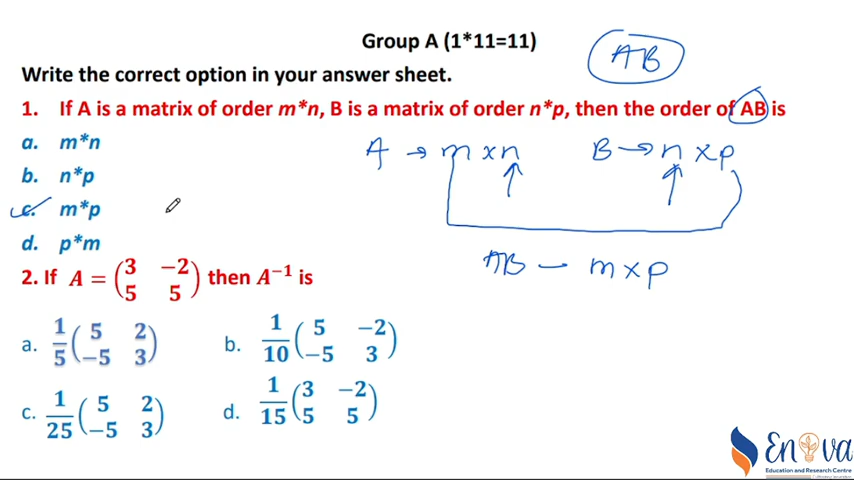 Group A (1*11=11)
AB
Write the correct option in your answer sheet.
1. If A is a matrix of order m*n, B is a matrix of order n*p, then the order of AB is
a. m*n
A → m × n B → n × p
b. n*p
c. m*p
d. p*m
AB – m × p
2. If A = (3 −2
5 5) then A⁻¹ is
a. 1/5 (5 2
−5 3)
b. 1/10 (5 −2
−5 3)
c. 1/25 (5 2
−5 3)
d. 1/15 (3 −2
5 5)
Enova
Education and Research Centre